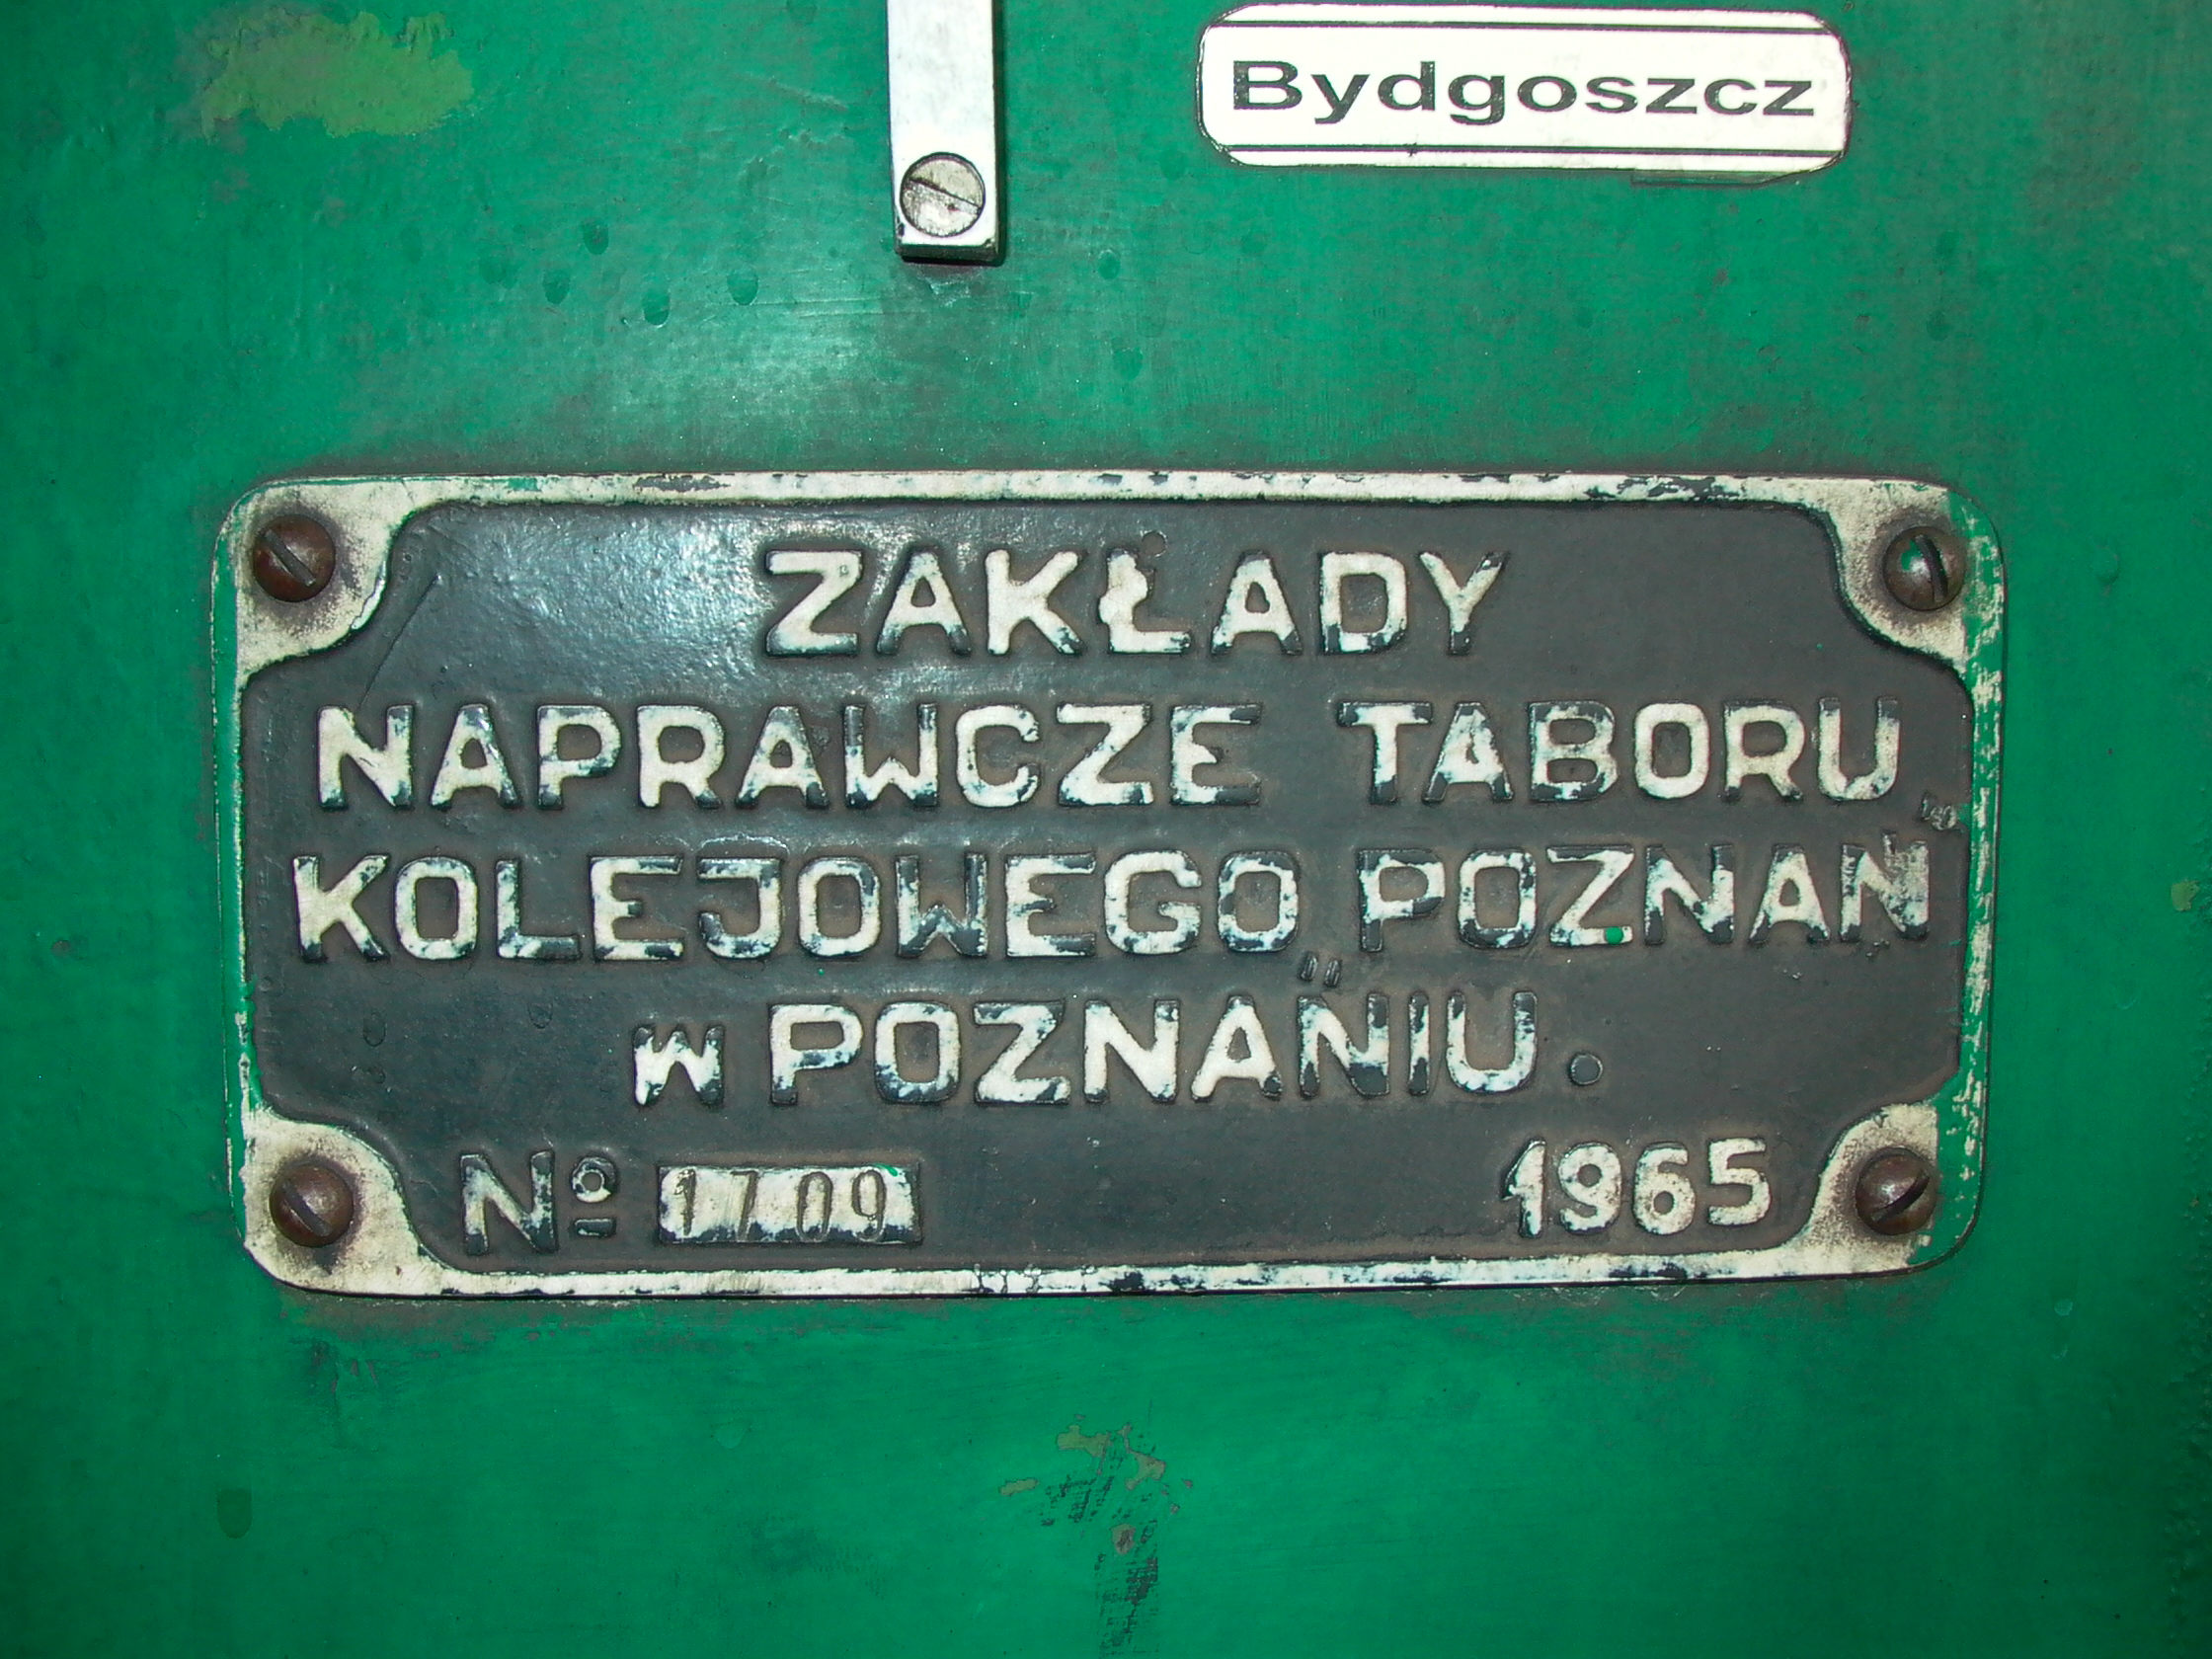 Bydgoszcz
ZAKŁADY
NAPRAWCZE TABORU
KOLEJOWEGO „POZNAŃ”
W POZNANIU.
Nº 1709 1965